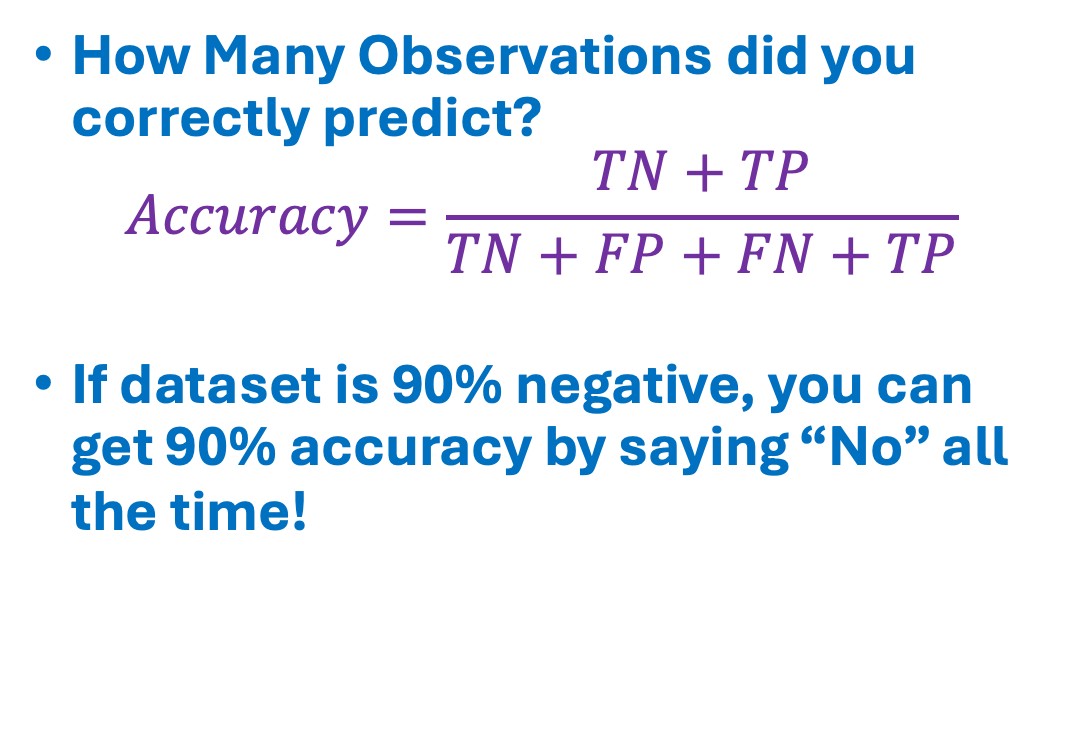 • How Many Observations did you
correctly predict?
Accuracy = (TN + TP) / (TN + FP + FN + TP)
• If dataset is 90% negative, you can
get 90% accuracy by saying “No” all
the time!